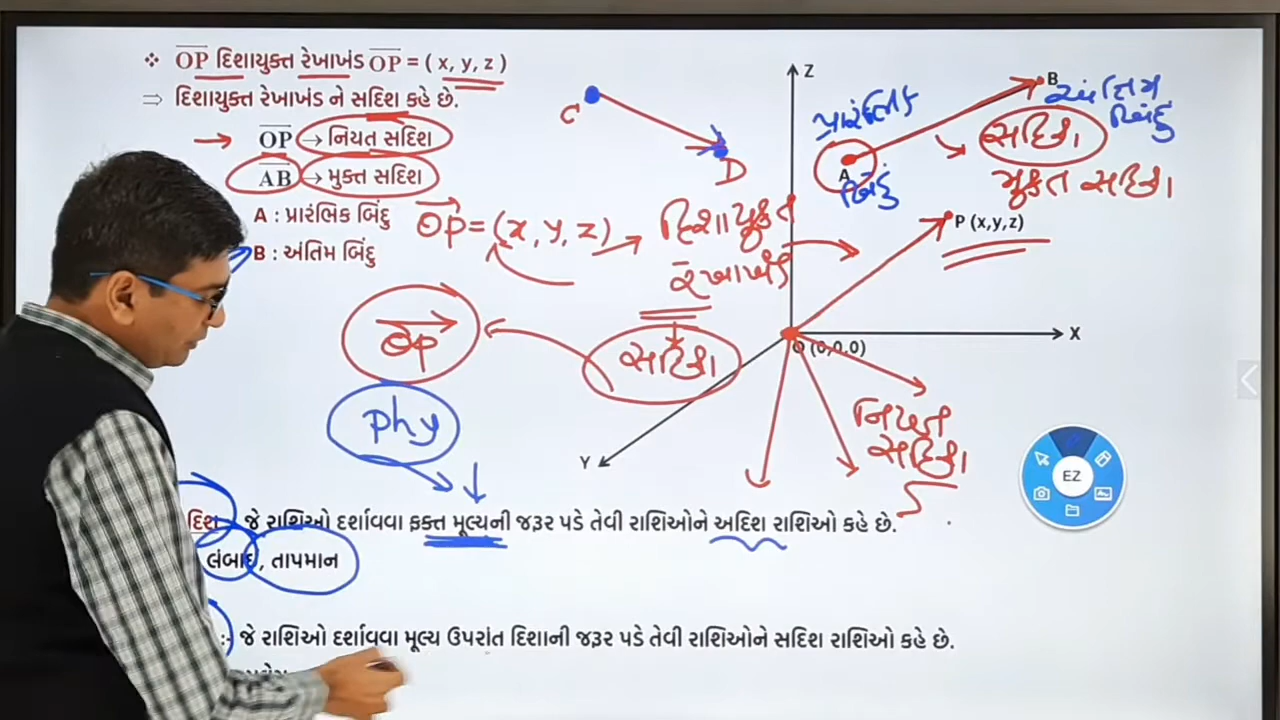 ❖ OP દિશાયુક્ત રેખાખંડ OP = ( x, y, z )
⇒ દિશાયુક્ત રેખાખંડ ને સદિશ કહે છે.
OP → નિયત સદિશ
AB → મુક્ત સદિશ
A : પ્રારંભિક બિંદુ
B : અંતિમ બિંદુ
OP = (x, y, z) → દિશાયુક્ત
રેખાખંડ
સદિશ
OP
phy
C
D
Z
B
અંતિમ
બિંદુ
A
બિંદુ
સદિશ
મુક્ત સદિશ
P (x,y,z)
X
O (0,0,0)
Y
નિયત
સદિશ
EZ
દિશ જે રાશિઓ દર્શાવવા ફક્ત મૂલ્યની જરૂર પડે તેવી રાશિઓને અદિશ રાશિઓ કહે છે.
લંબાઈ, તાપમાન
:- જે રાશિઓ દર્શાવવા મૂલ્ય ઉપરાંત દિશાની જરૂર પડે તેવી રાશિઓને સદિશ રાશિઓ કહે છે.